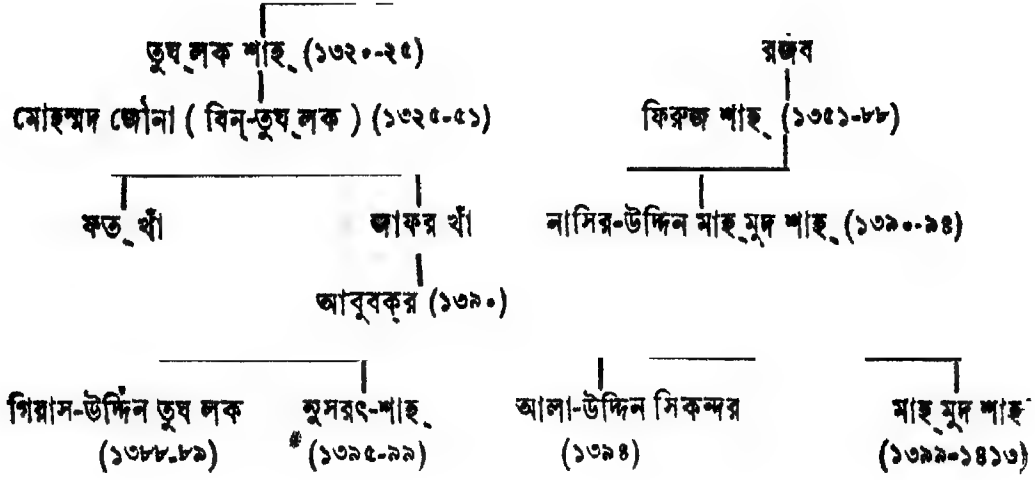 তুঘ্‌লক শাহ্‌ (১৩২০-২৫) রজব
মোহম্মদ জৌনা ( বিন্‌-তুঘ্‌লক ) (১৩২৫-৫১) ফিরুজ শাহ্‌ (১৩৫১-৮৮)
ফত্‌ খাঁ জাফর খাঁ নাসির-উদ্দিন মাহ্‌মুদ শাহ্‌ (১৩৯০-৯৪)
আবুবক্‌র (১৩৯০)
গিয়াস-উদ্দিন তুঘ্‌লক নুসরৎ-শাহ্‌ আলা-উদ্দিন সিকন্দর মাহ্‌মুদ শাহ্‌
(১৩৮৮-৮৯) (১৩৯৫-৯৯) (১৩৯৪) (১৩৯৯-১৪১৩)